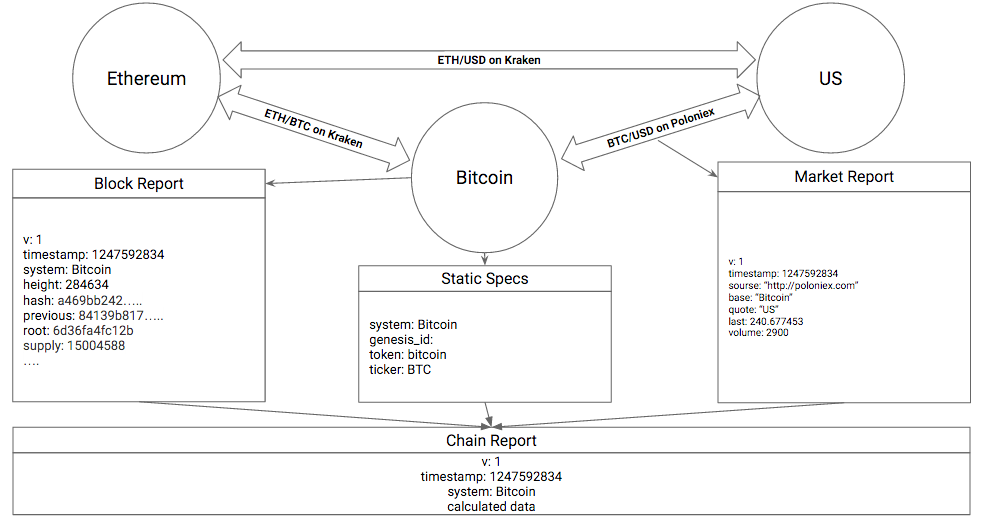 Ethereum
ETH/USD on Kraken
US
ETH/BTC on Kraken
BTC/USD on Poloniex
Bitcoin
Block Report
v: 1
timestamp: 1247592834
system: Bitcoin
height: 284634
hash: a469bb242…..
previous: 84139b817…..
root: 6d36fa4fc12b
supply: 15004588
….
Static Specs
system: Bitcoin
genesis_id:
token: bitcoin
ticker: BTC
Market Report
v: 1
timestamp: 1247592834
sourse: “http://poloniex.com”
base: “Bitcoin”
quote: “US”
last: 240.677453
volume: 2900
Chain Report
v: 1
timestamp: 1247592834
system: Bitcoin
calculated data